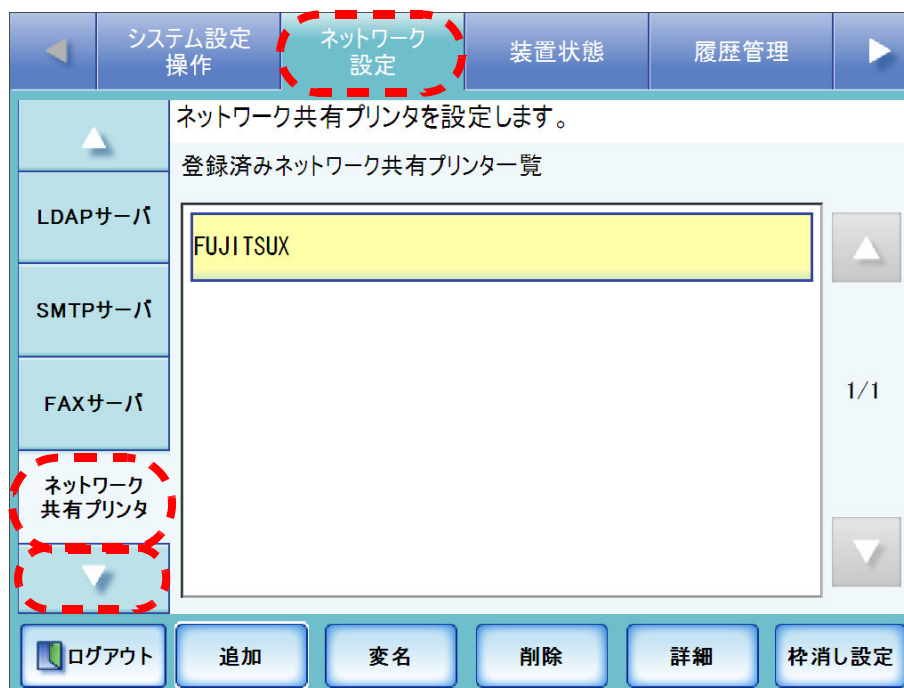 システム設定
操作
ネットワーク
設定
装置状態
履歴管理
ネットワーク共有プリンタを設定します。
登録済みネットワーク共有プリンター覧
LDAPサーバ
SMTPサーバ
FAXサーバ
ネットワーク
共有プリンタ
FUJITSUX
1/1
ログアウト
追加
変名
削除
詳細
枠消し設定